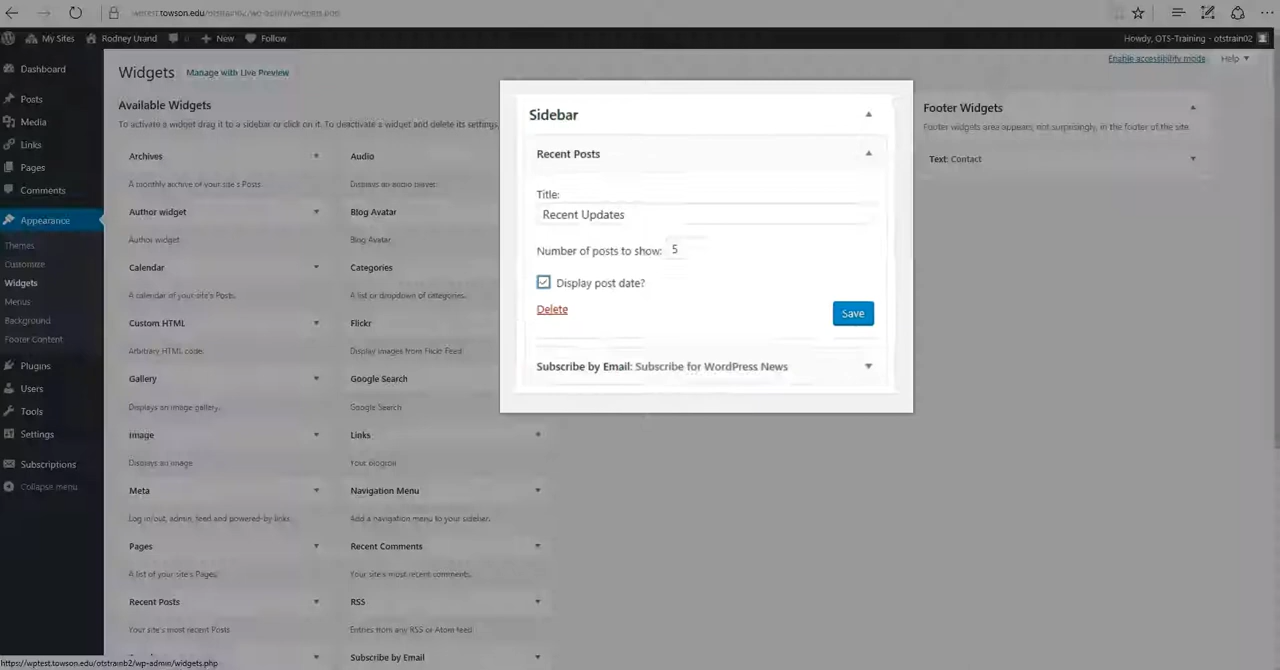 wptest.towson.edu/otstrainb2/wp-admin/widgets.php
My Sites
Rodney Urand
New
Follow
Howdy, OTS-Training - otstrain02
Dashboard
Posts
Media
Links
Pages
Comments
Appearance
Themes
Customize
Widgets
Menus
Background
Footer Content
Plugins
Users
Tools
Settings
Subscriptions
Collapse menu
Widgets
Manage with Live Preview
Enable accessibility mode
Help
Available Widgets
To activate a widget drag it to a sidebar or click on it. To deactivate a widget and delete its settings,
Archives
Audio
A monthly archive of your site's Posts.
Displays an audio player.
Author widget
Blog Avatar
Author widget
Blog Avatar
Calendar
Categories
A calendar of your site's Posts.
A list or dropdown of categories.
Custom HTML
Flickr
Arbitrary HTML code.
Display images from Flickr Feed
Gallery
Google Search
Displays an image gallery.
Google Search
Image
Links
Displays an image
Your blogroll
Meta
Navigation Menu
Log in/out, admin, feed and powered-by links.
Add a navigation menu to your sidebar.
Pages
Recent Comments
A list of your site's Pages.
Your site's most recent comments.
Recent Posts
RSS
Your site's most recent Posts
Entries from any RSS or Atom feed
Subscribe by Email
Sidebar
Recent Posts
Title:
Recent Updates
Number of posts to show: 5
Display post date?
Delete
Save
Subscribe by Email: Subscribe for WordPress News
Footer Widgets
Footer widgets area appears, not surprisingly, in the footer of the site.
Text: Contact
https://wptest.towson.edu/otstrainb2/wp-admin/widgets.php